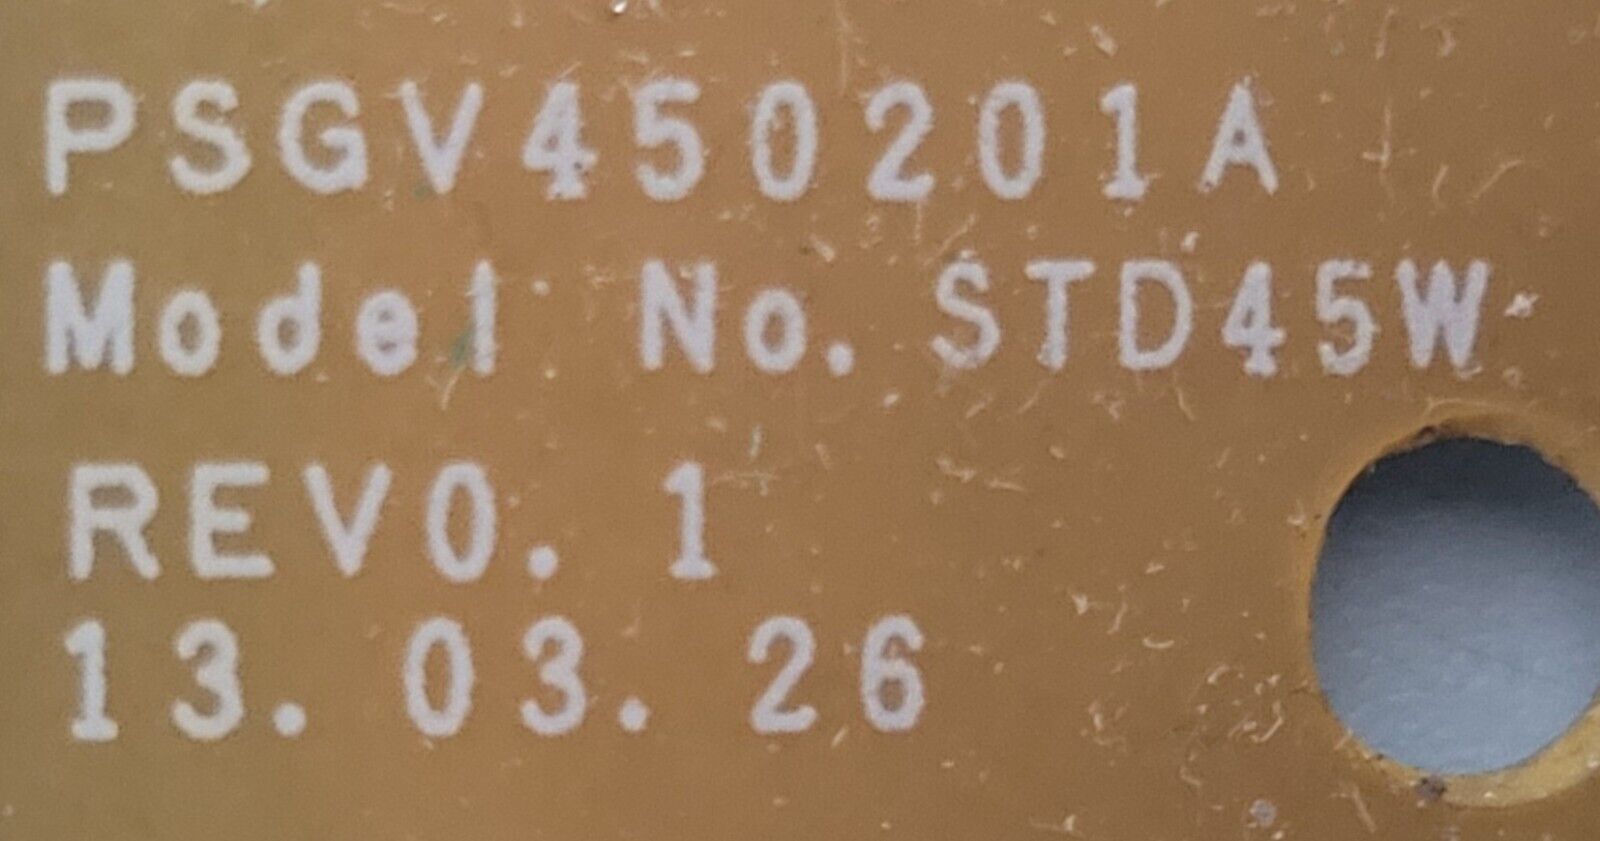 PSGV450201A
Model No. STD45W
REV0. 1
13. 03. 26